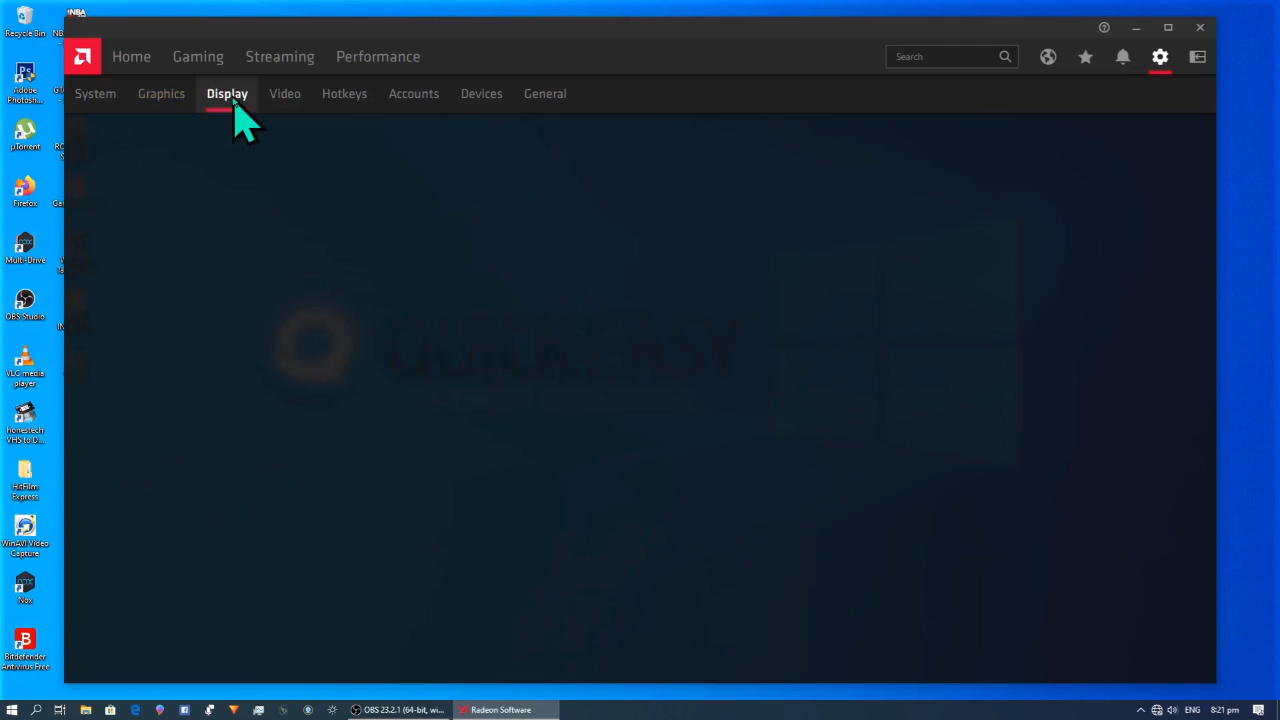 Recycle Bin
Adobe
Photosh...
µTorrent
Firefox
Multi-Drive
OBS Studio
VLC media
player
honestech
VHS to D...
HitFilm
Express
WinAVI Video
Capture
Nox
Bitdefender
Antivirus Free
Home Gaming Streaming Performance Search
System Graphics Display Video Hotkeys Accounts Devices General
OBS 23.2.1 (64-bit, wi... Radeon Software ENG 8:21 pm